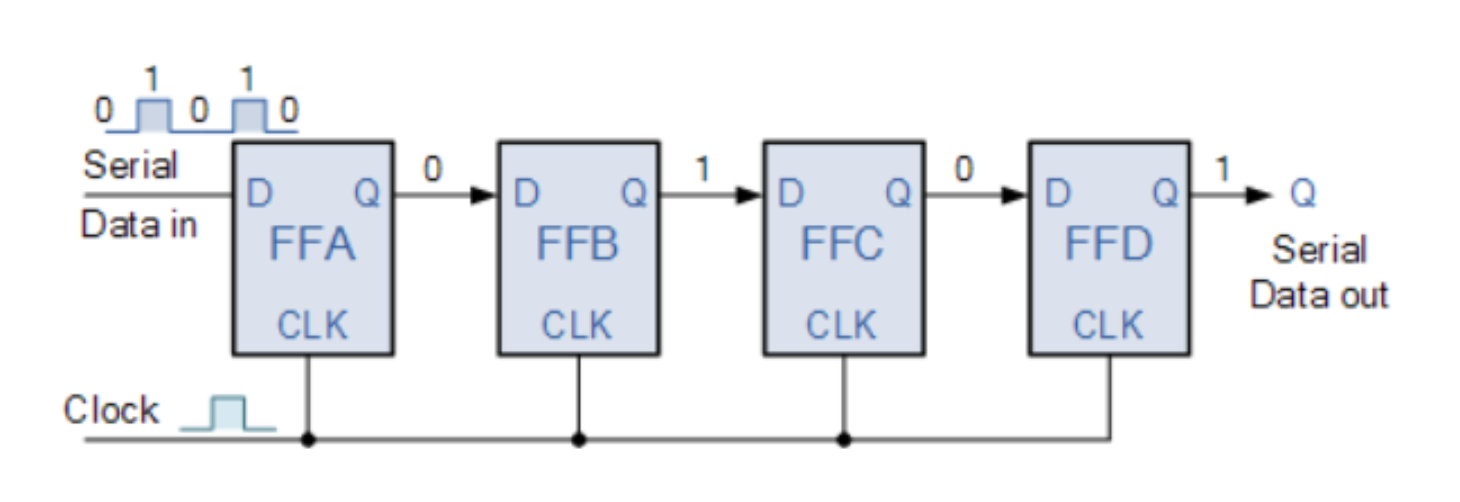 1 1
0 0 0
Serial
Data in
0 1 0 1
D Q D Q D Q D Q Q
FFA FFB FFC FFD
Serial
Data out
CLK CLK CLK CLK
Clock